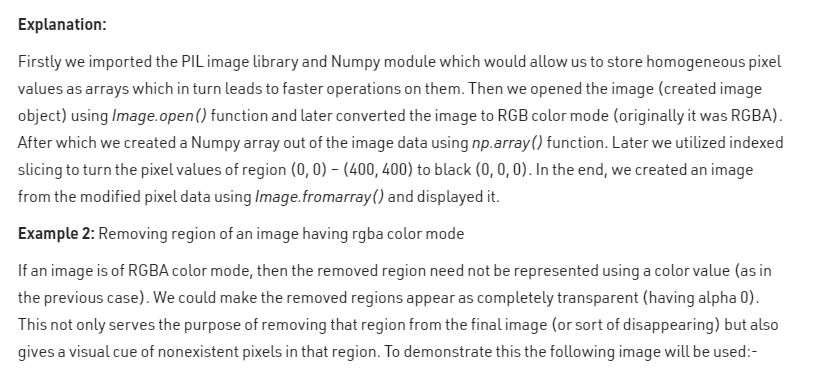 Explanation:
Firstly we imported the PIL image library and Numpy module which would allow us to store homogeneous pixel
values as arrays which in turn leads to faster operations on them. Then we opened the image (created image
object) using Image.open() function and later converted the image to RGB color mode (originally it was RGBA).
After which we created a Numpy array out of the image data using np.array() function. Later we utilized indexed
slicing to turn the pixel values of region (0, 0) – (400, 400) to black (0, 0, 0). In the end, we created an image
from the modified pixel data using Image.fromarray() and displayed it.
Example 2: Removing region of an image having rgba color mode
If an image is of RGBA color mode, then the removed region need not be represented using a color value (as in
the previous case). We could make the removed regions appear as completely transparent (having alpha 0).
This not only serves the purpose of removing that region from the final image (or sort of disappearing) but also
gives a visual cue of nonexistent pixels in that region. To demonstrate this the following image will be used:-